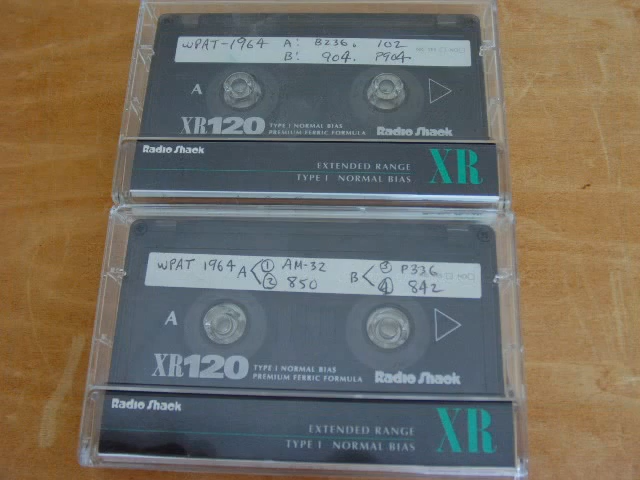 WPAT-1964 A: B236. 102
B: 904. P904
A
XR120 TYPE I NORMAL BIAS
PREMIUM FERRIC FORMULA
Radio Shack
Radio Shack
EXTENDED RANGE
TYPE I NORMAL BIAS
XR
WPAT 1964 A ① AM-32 B ③ P336
② 850 ④ 842
A
XR120 TYPE I NORMAL BIAS
PREMIUM FERRIC FORMULA
Radio Shack
Radio Shack
EXTENDED RANGE
TYPE I NORMAL BIAS
XR